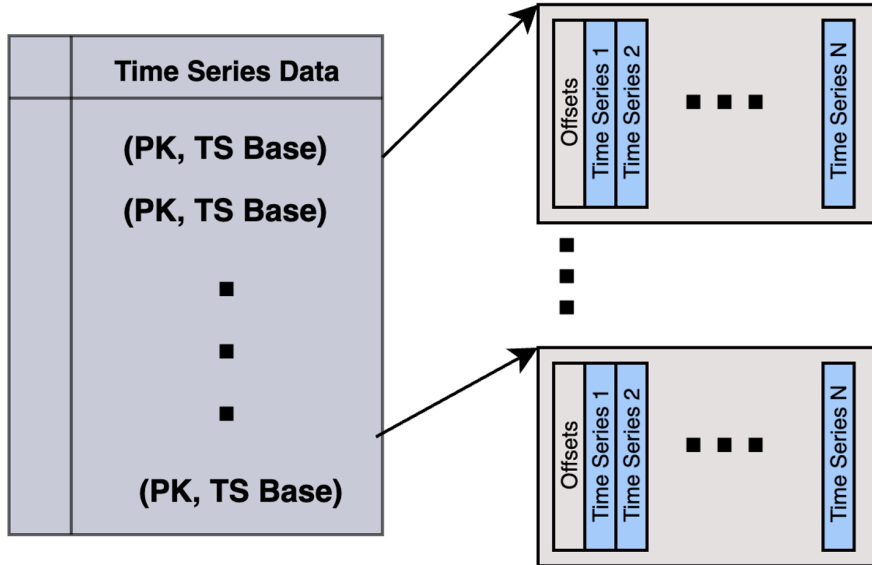 Time Series Data
(PK, TS Base)
(PK, TS Base)
(PK, TS Base)
Offsets
Time Series 1
Time Series 2
Time Series N
Offsets
Time Series 1
Time Series 2
Time Series N